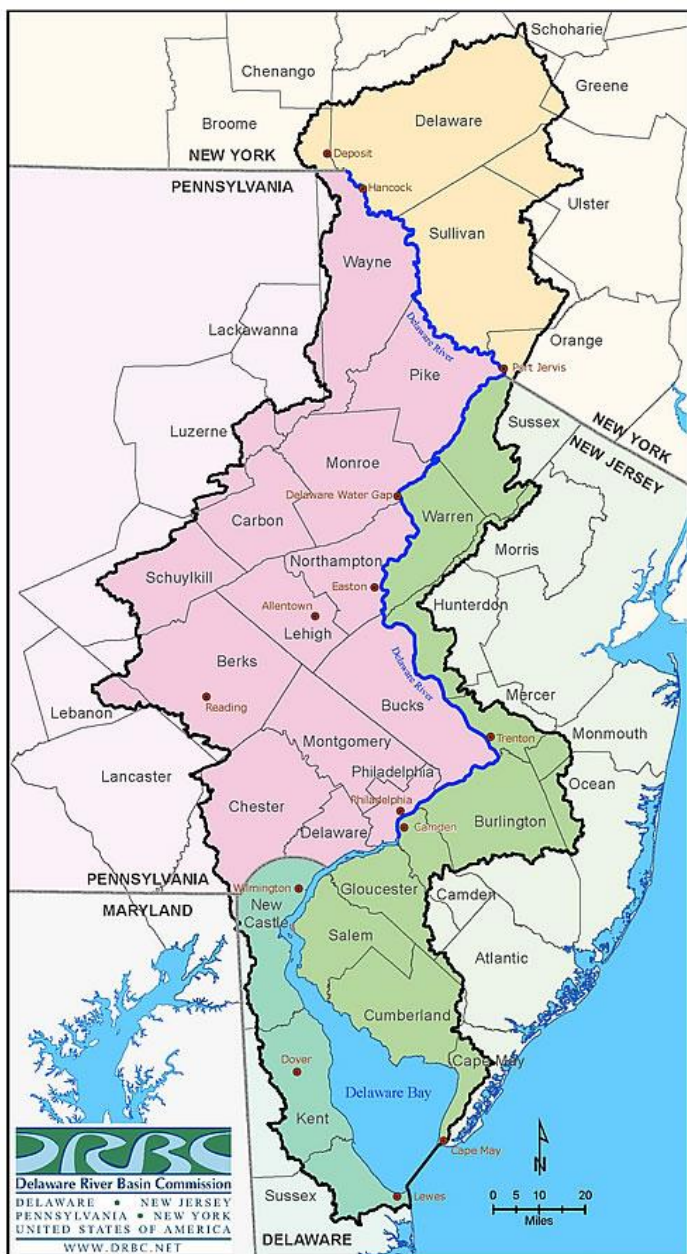 Schoharie
Chenango
Greene
Delaware
Broome
Deposit
NEW YORK
PENNSYLVANIA
Hancock
Ulster
Sullivan
Wayne
Delaware River
Lackawanna
Orange
Port Jervis
Pike
Sussex
NEW YORK
NEW JERSEY
Luzerne
Monroe
Delaware Water Gap
Warren
Carbon
Morris
Northampton
Schuylkill
Easton
Hunterdon
Allentown
Lehigh
Berks
Delaware River
Mercer
Reading
Bucks
Lebanon
Monmouth
Trenton
Montgomery
Ocean
Philadelphia
Lancaster
Chester
Philadelphia
Burlington
Delaware
Camden
PENNSYLVANIA
Wilmington
Gloucester
Camden
MARYLAND
New
Castle
Salem
Atlantic
Cumberland
Cape May
Dover
Delaware Bay
Kent
DRBC
Cape May
N
Delaware River Basin Commission
Sussex
Lewes
DELAWARE • NEW JERSEY
PENNSYLVANIA • NEW YORK
UNITED STATES OF AMERICA
0 5 10 20
Miles
DELAWARE
WWW.DRBC.NET